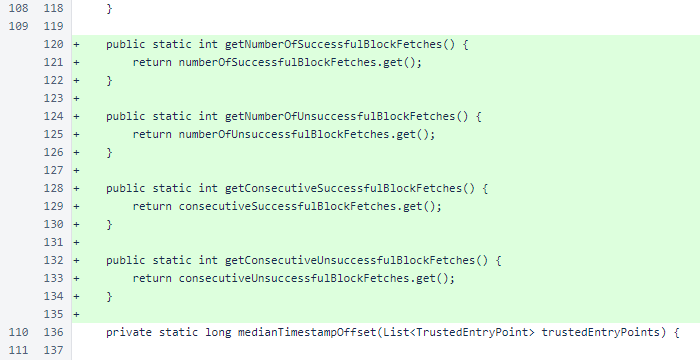 108 118 }
109 119
120 + public static int getNumberOfSuccessfulBlockFetches() {
121 + return numberOfSuccessfulBlockFetches.get();
122 + }
123 +
124 + public static int getNumberOfUnsuccessfulBlockFetches() {
125 + return numberOfUnsuccessfulBlockFetches.get();
126 + }
127 +
128 + public static int getConsecutiveSuccessfulBlockFetches() {
129 + return consecutiveSuccessfulBlockFetches.get();
130 + }
131 +
132 + public static int getConsecutiveUnsuccessfulBlockFetches() {
133 + return consecutiveUnsuccessfulBlockFetches.get();
134 + }
135 +
110 136 private static long medianTimestampOffset(List<TrustedEntryPoint> trustedEntryPoints) {
111 137